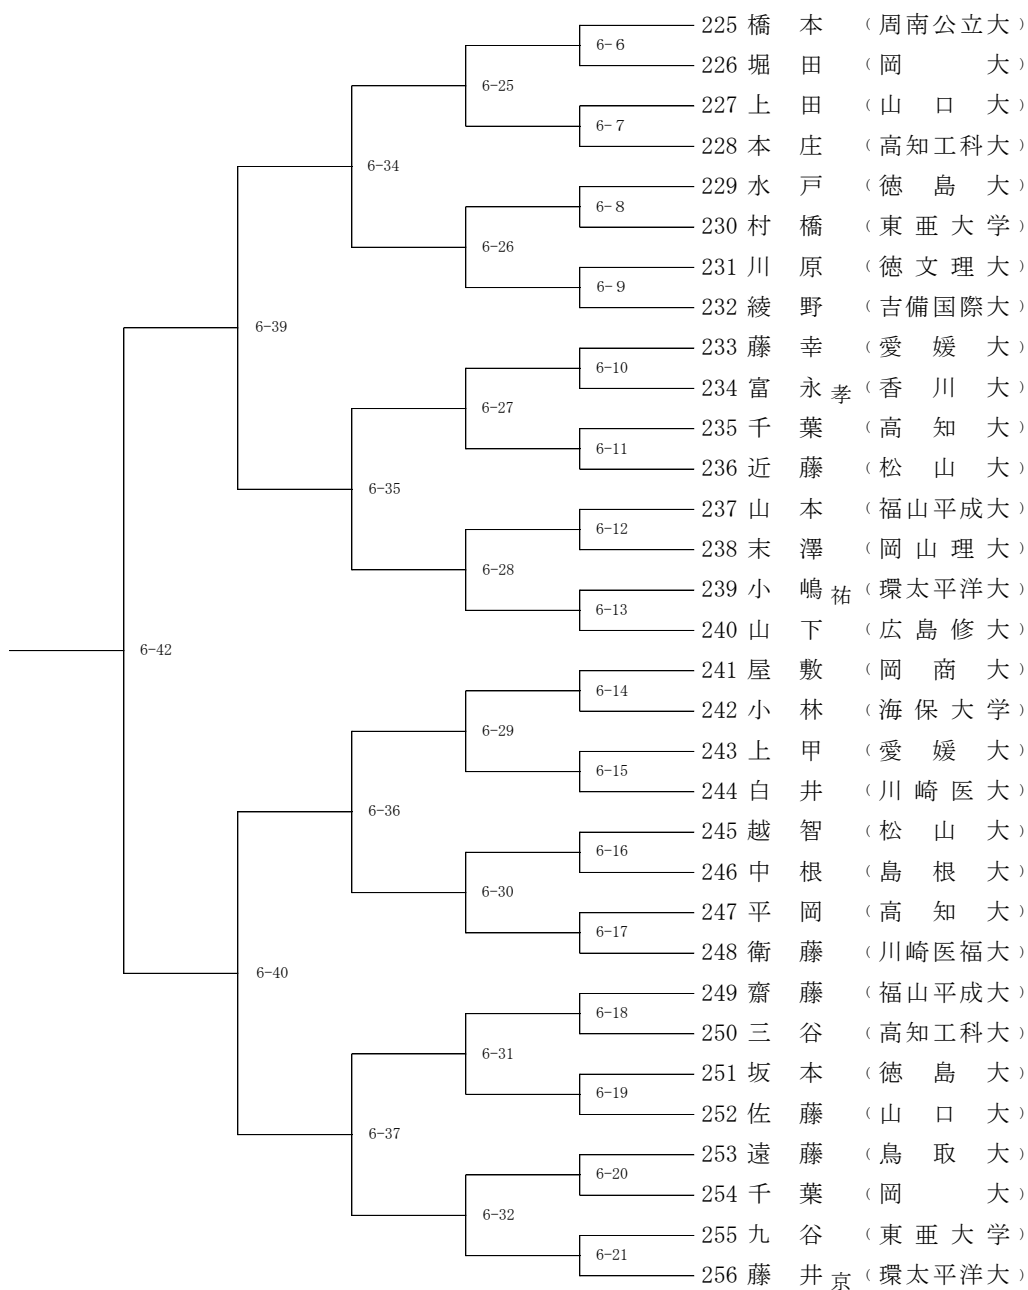 225 橋 本 (周南公立大)
6-6
226 堀 田 (岡 大)
6-25
227 上 田 (山 口 大)
6-7
228 本 庄 (高知工科大)
6-34
229 水 戸 (徳 島 大)
6-8
230 村 橋 (東 亜 大 学)
6-26
231 川 原 (徳 文 理 大)
6-9
232 綾 野 (吉備国際大)
6-39
233 藤 幸 (愛 媛 大)
6-10
234 富 永 孝 (香 川 大)
6-27
235 千 葉 (高 知 大)
6-11
236 近 藤 (松 山 大)
6-35
237 山 本 (福山平成大)
6-12
238 末 澤 (岡 山 理 大)
6-28
239 小 嶋 祐 (環太平洋大)
6-13
240 山 下 (広 島 修 大)
6-42
241 屋 敷 (岡 商 大)
6-14
242 小 林 (海 保 大 学)
6-29
243 上 甲 (愛 媛 大)
6-15
244 白 井 (川 崎 医 大)
6-36
245 越 智 (松 山 大)
6-16
246 中 根 (島 根 大)
6-30
247 平 岡 (高 知 大)
6-17
248 衛 藤 (川崎医福大)
6-40
249 齋 藤 (福山平成大)
6-18
250 三 谷 (高知工科大)
6-31
251 坂 本 (徳 島 大)
6-19
252 佐 藤 (山 口 大)
6-37
253 遠 藤 (鳥 取 大)
6-20
254 千 葉 (岡 大)
6-32
255 九 谷 (東 亜 大 学)
6-21
256 藤 井 京 (環太平洋大)